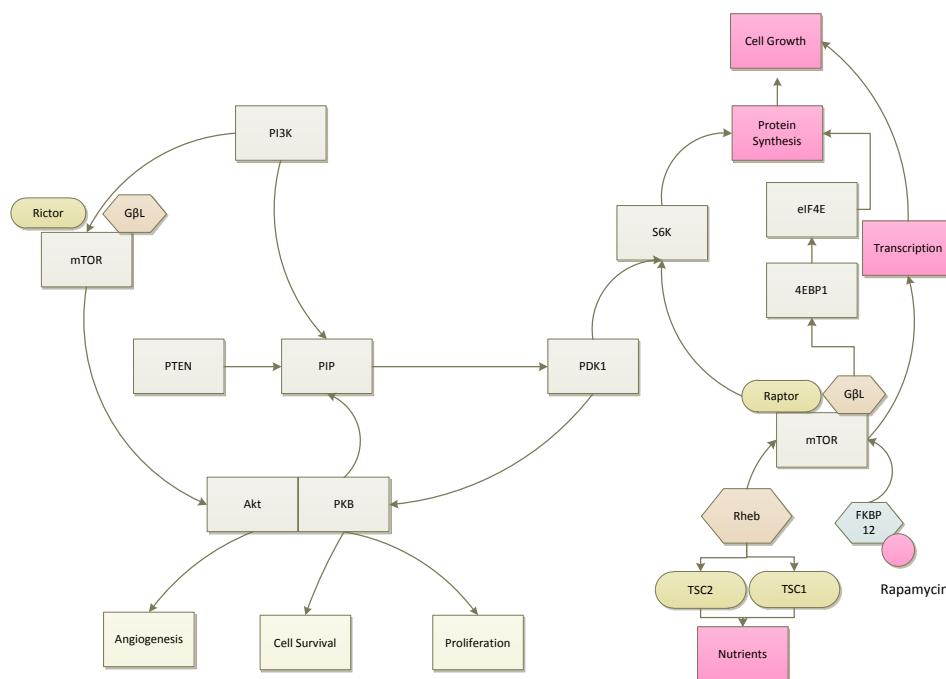 Cell Growth
PI3K
Protein
Synthesis
Rictor
GβL
mTOR
eIF4E
S6K
Transcription
4EBP1
PTEN
PIP
PDK1
Raptor
GβL
mTOR
Akt
PKB
Rheb
FKBP
12
TSC2
TSC1
Rapamycin
Angiogenesis
Cell Survival
Proliferation
Nutrients